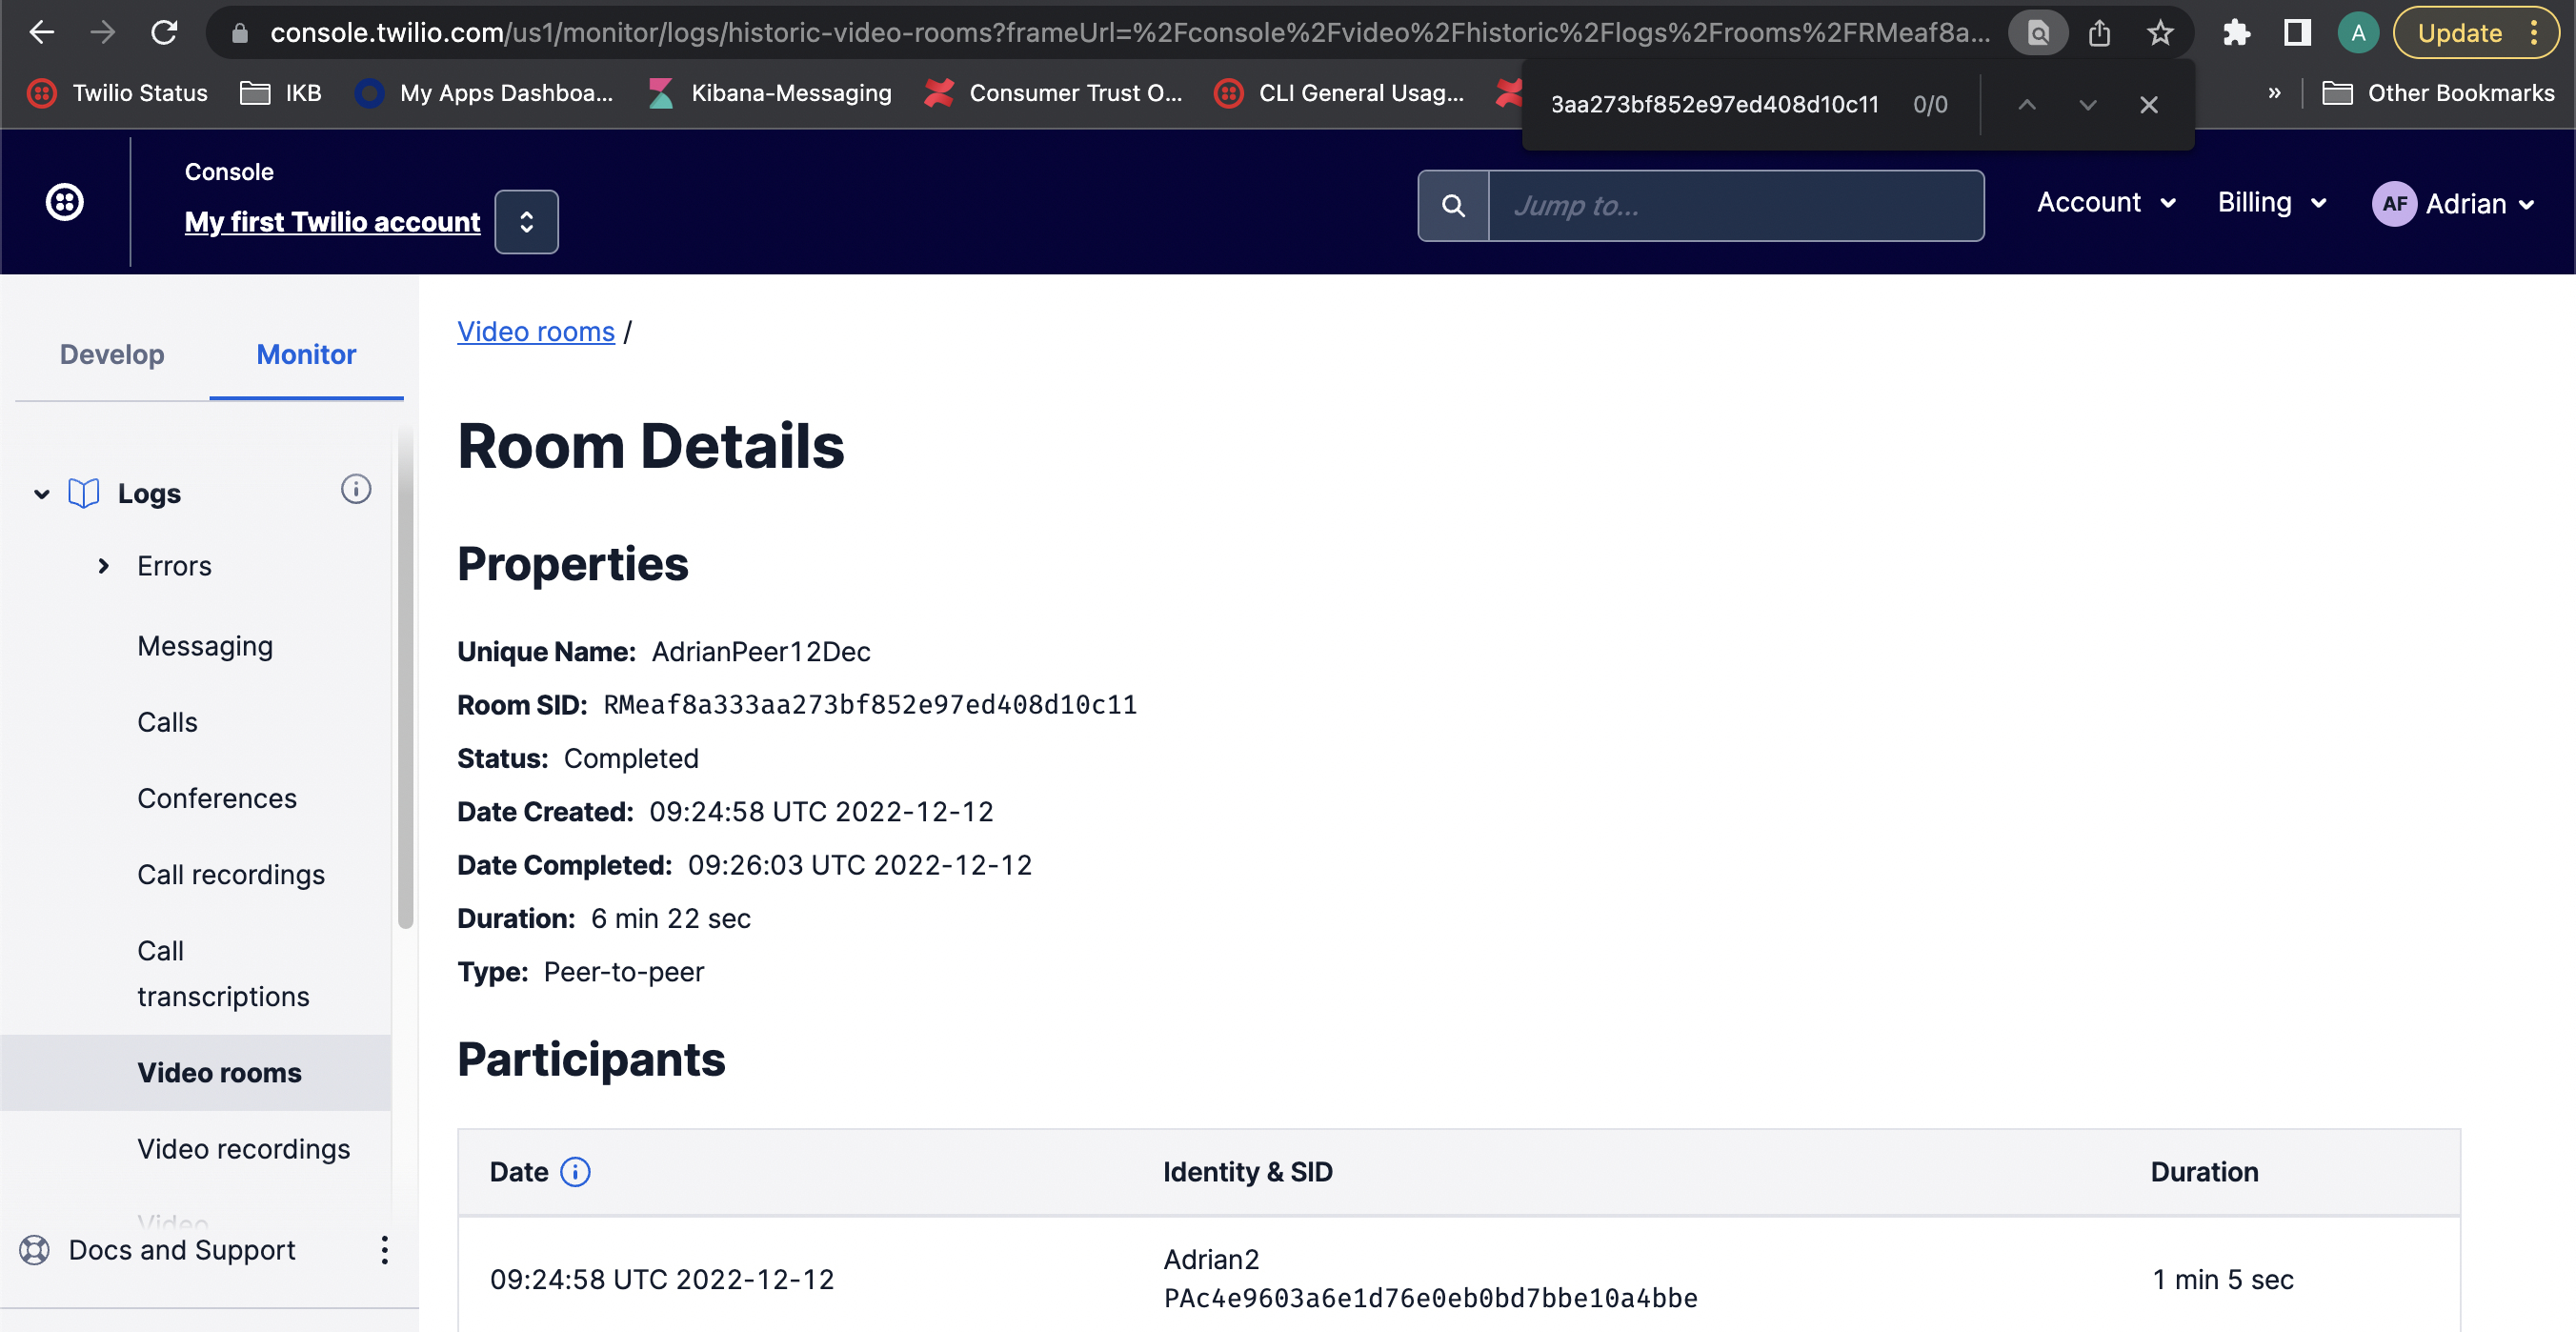 console.twilio.com/us1/monitor/logs/historic-video-rooms?frameUrl=%2Fconsole%2Fvideo%2Fhistoric%2Flogs%2Frooms%2FRMeaf8a...
A
Update
Twilio Status
IKB
My Apps Dashboa...
Kibana-Messaging
Consumer Trust O...
CLI General Usag...
3aa273bf852e97ed408d10c11 0/0
»
Other Bookmarks
Console
My first Twilio account
Jump to...
Account
Billing
AF Adrian
Develop
Monitor
Logs
Errors
Messaging
Calls
Conferences
Call recordings
Call
transcriptions
Video rooms
Video recordings
Video
Docs and Support
Video rooms /
Room Details
Properties
Unique Name: AdrianPeer12Dec
Room SID: RMeaf8a333aa273bf852e97ed408d10c11
Status: Completed
Date Created: 09:24:58 UTC 2022-12-12
Date Completed: 09:26:03 UTC 2022-12-12
Duration: 6 min 22 sec
Type: Peer-to-peer
Participants
Date Identity & SID Duration
09:24:58 UTC 2022-12-12
Adrian2
PAc4e9603a6e1d76e0eb0bd7bbe10a4bbe
1 min 5 sec